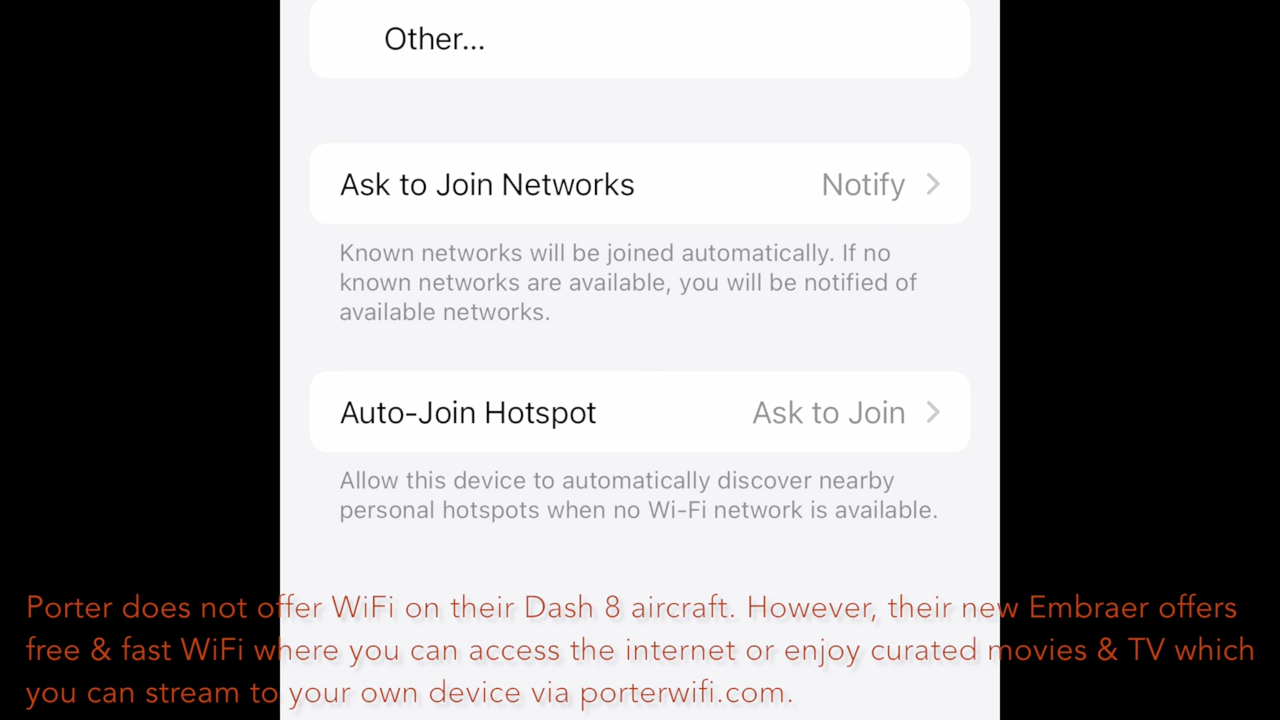 Other...
Ask to Join Networks Notify
Known networks will be joined automatically. If no
known networks are available, you will be notified of
available networks.
Auto-Join Hotspot Ask to Join
Allow this device to automatically discover nearby
personal hotspots when no Wi-Fi network is available.
Porter does not offer WiFi on their Dash 8 aircraft. However, their new Embraer offers
free & fast WiFi where you can access the internet or enjoy curated movies & TV which
you can stream to your own device via porterwifi.com.